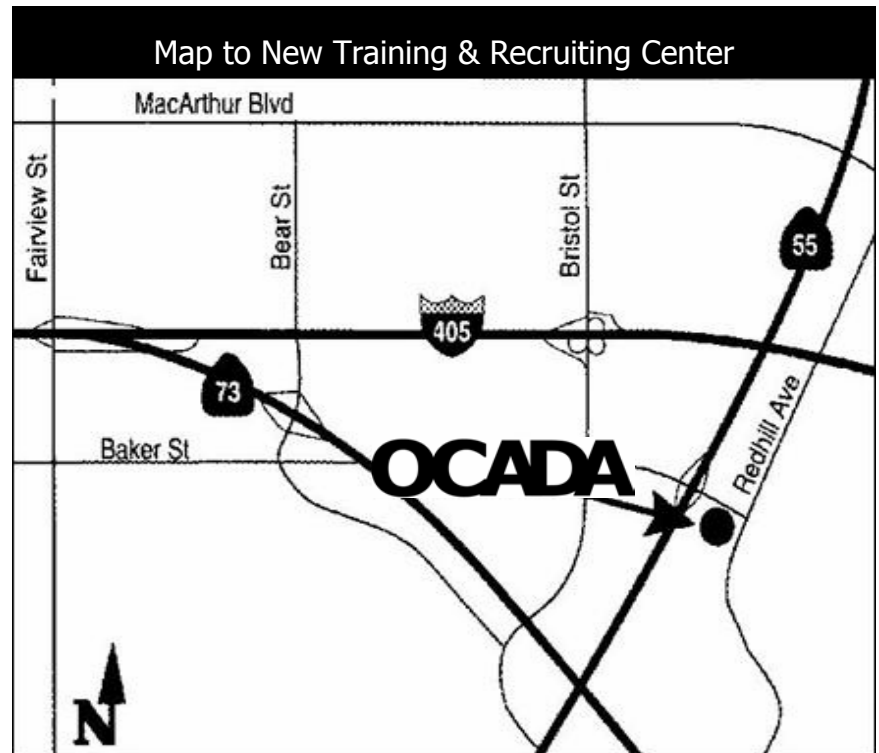 Map to New Training & Recruiting Center
MacArthur Blvd
Fairview St
Bear St
Bristol St
55
405
73
Redhill Ave
Baker St
OCADA
N